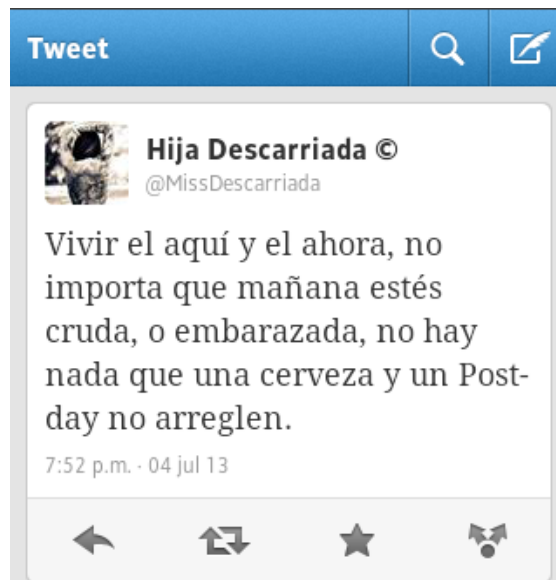 Tweet
Hija Descarriada ©
@MissDescarriada
Vivir el aquí y el ahora, no
importa que mañana estés
cruda, o embarazada, no hay
nada que una cerveza y un Post-
day no arreglen.
7:52 p.m. · 04 jul 13